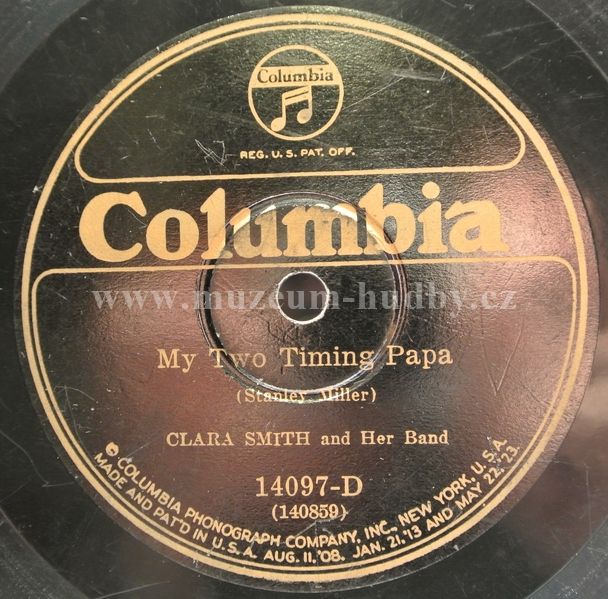 Columbia
REG. U.S. PAT. OFF.
Columbia
www.muzeum-hudby.cz
My Two Timing Papa
(Stanley Miller)
CLARA SMITH and Her Band
14097-D
(140859)
© COLUMBIA PHONOGRAPH COMPANY, INC., NEW YORK, U.S.A.
MADE AND PAT'D IN U.S.A. AUG. 11, '08. JAN. 21, '13 AND MAY 22, '23.